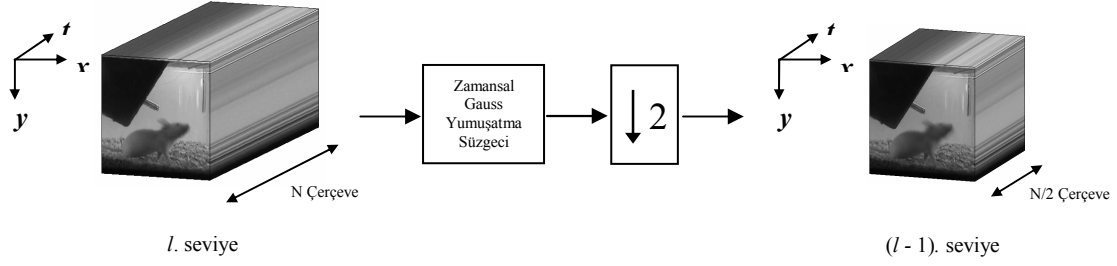 t
x
y
N Çerçeve
l. seviye
Zamansal
Gauss
Yumuşatma
Süzgeci
2
t
x
y
N/2 Çerçeve
(l - 1). seviye